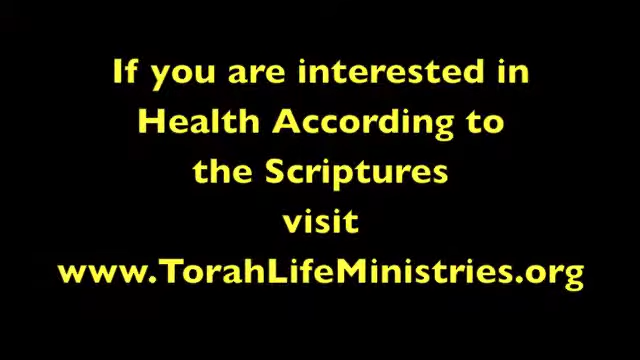 If you are interested in
Health According to
the Scriptures
visit
www.TorahLifeMinistries.org